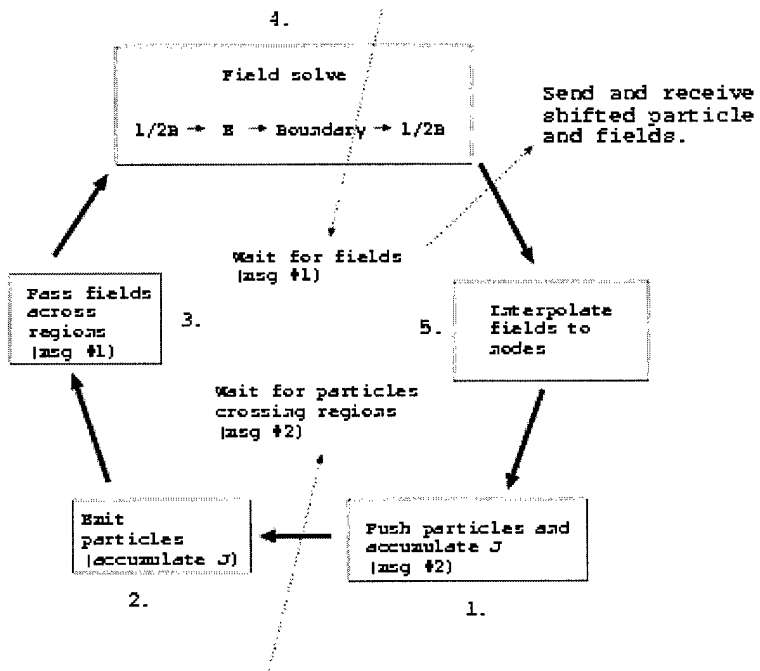 4.
Field solve
1/2B → E → Boundary → 1/2B
Send and receive
shifted particle
and fields.
Wait for fields
(msg #1)
Pass fields
across
regions
(msg #1)
3.
5.
Interpolate
fields to
nodes
Wait for particles
crossing regions
(msg #2)
Emit
particles
(accumulate J)
2.
Push particles and
accumulate J
(msg #2)
1.